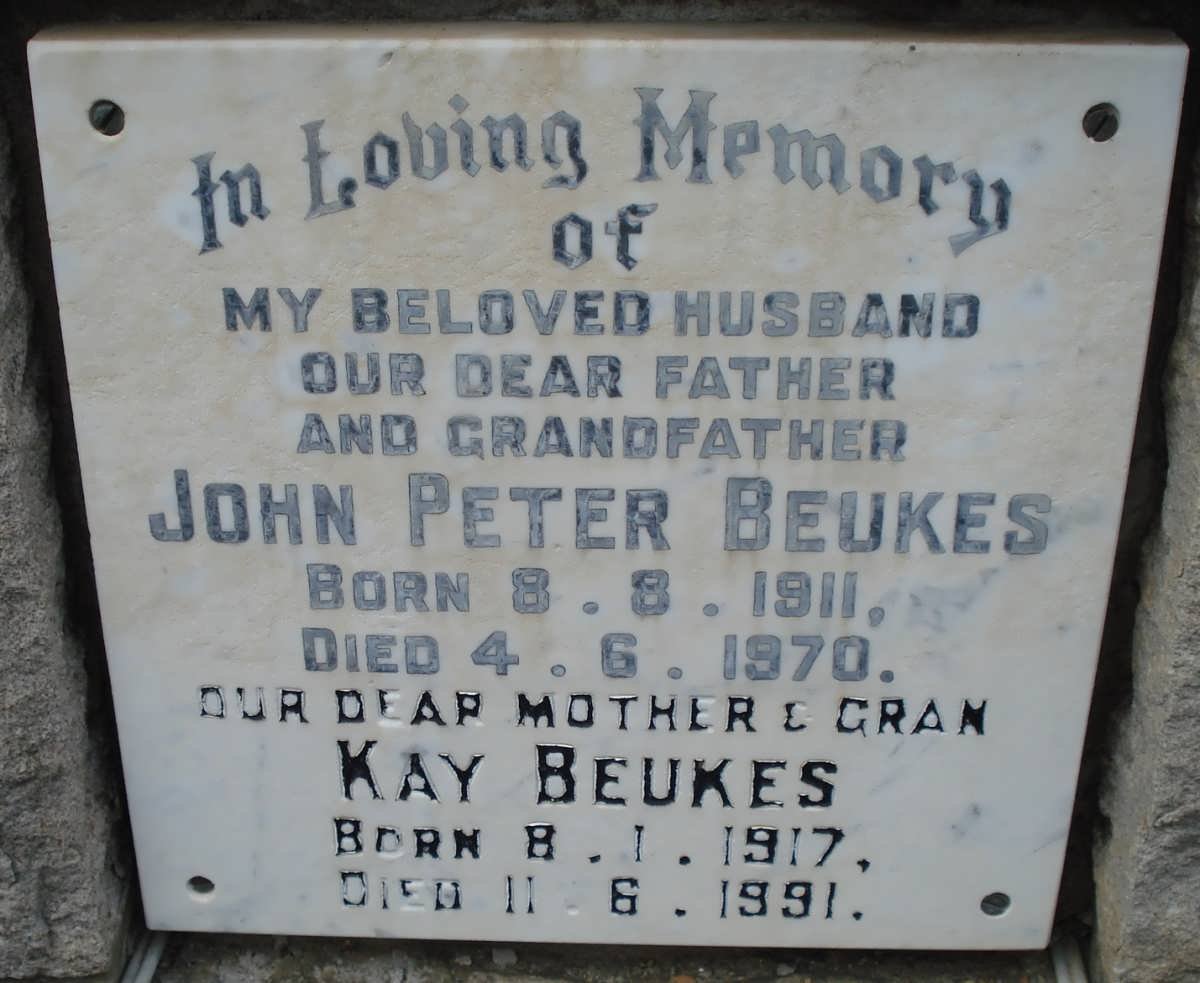 In Loving Memory
of
MY BELOVED HUSBAND
OUR DEAR FATHER
AND GRANDFATHER
JOHN PETER BEUKES
BORN 8.8.1911,
DIED 4.6.1970.
OUR DEAR MOTHER & GRAN
KAY BEUKES
BORN 8.1.1917,
DIED 11.6.1991.